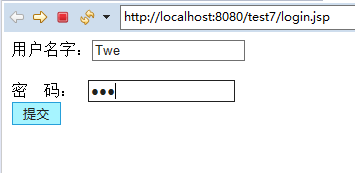 http://localhost:8080/test7/login.jsp
用户名字：Twe
密 码：●●●
提交